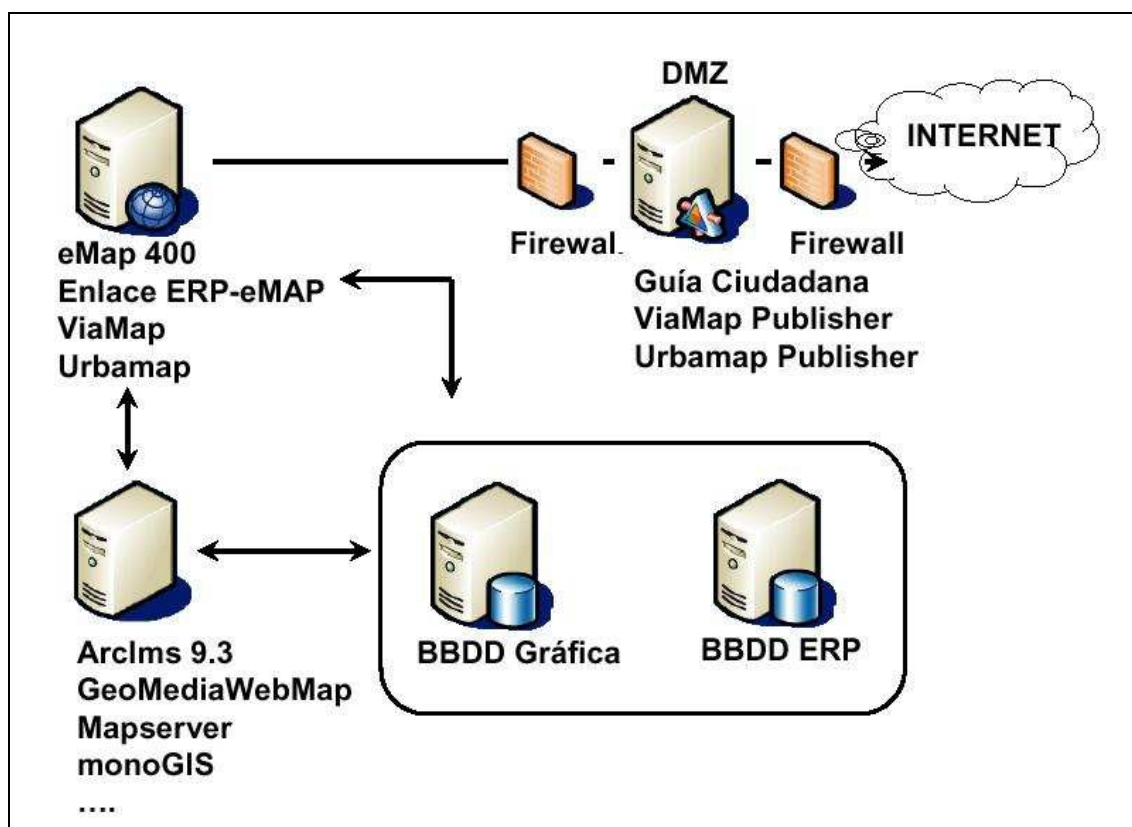 DMZ
INTERNET
Firewal.
Firewall
eMap 400
Enlace ERP-eMAP
ViaMap
Urbamap
Guía Ciudadana
ViaMap Publisher
Urbamap Publisher
BBDD Gráfica
BBDD ERP
ArcIms 9.3
GeoMediaWebMap
Mapserver
monoGIS
....